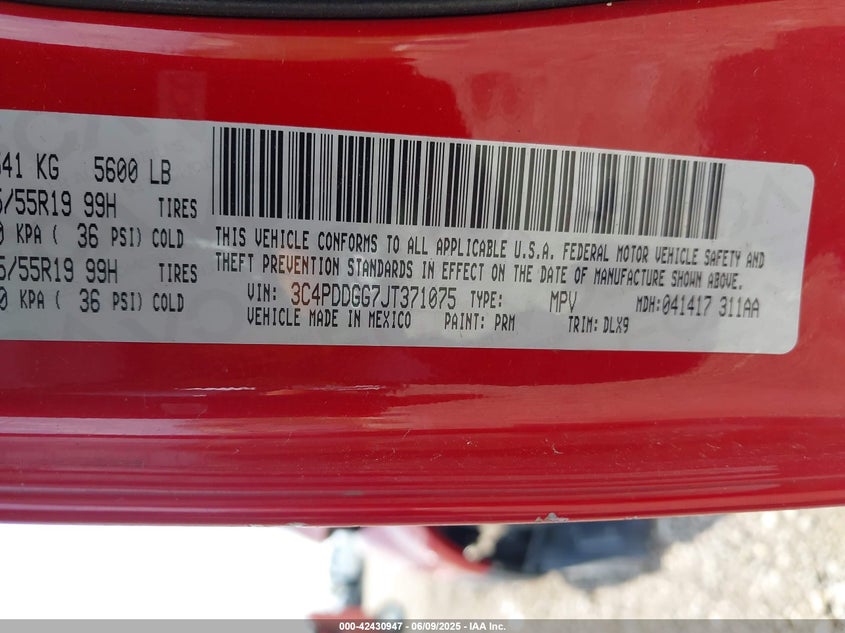 541 KG 5600 LB
5/55R19 99H TIRES
0 KPA ( 36 PSI) COLD
5/55R19 99H TIRES
0 KPA ( 36 PSI) COLD
THIS VEHICLE CONFORMS TO ALL APPLICABLE U.S.A. FEDERAL MOTOR VEHICLE SAFETY AND
THEFT PREVENTION STANDARDS IN EFFECT ON THE DATE OF MANUFACTURE SHOWN ABOVE.
VIN: 3C4PDDGG7JT371075 TYPE: MPV MDH:041417 311AA
VEHICLE MADE IN MEXICO PAINT: PRM TRIM: DLX9
000-42430947 - 06/09/2025 - IAA Inc.